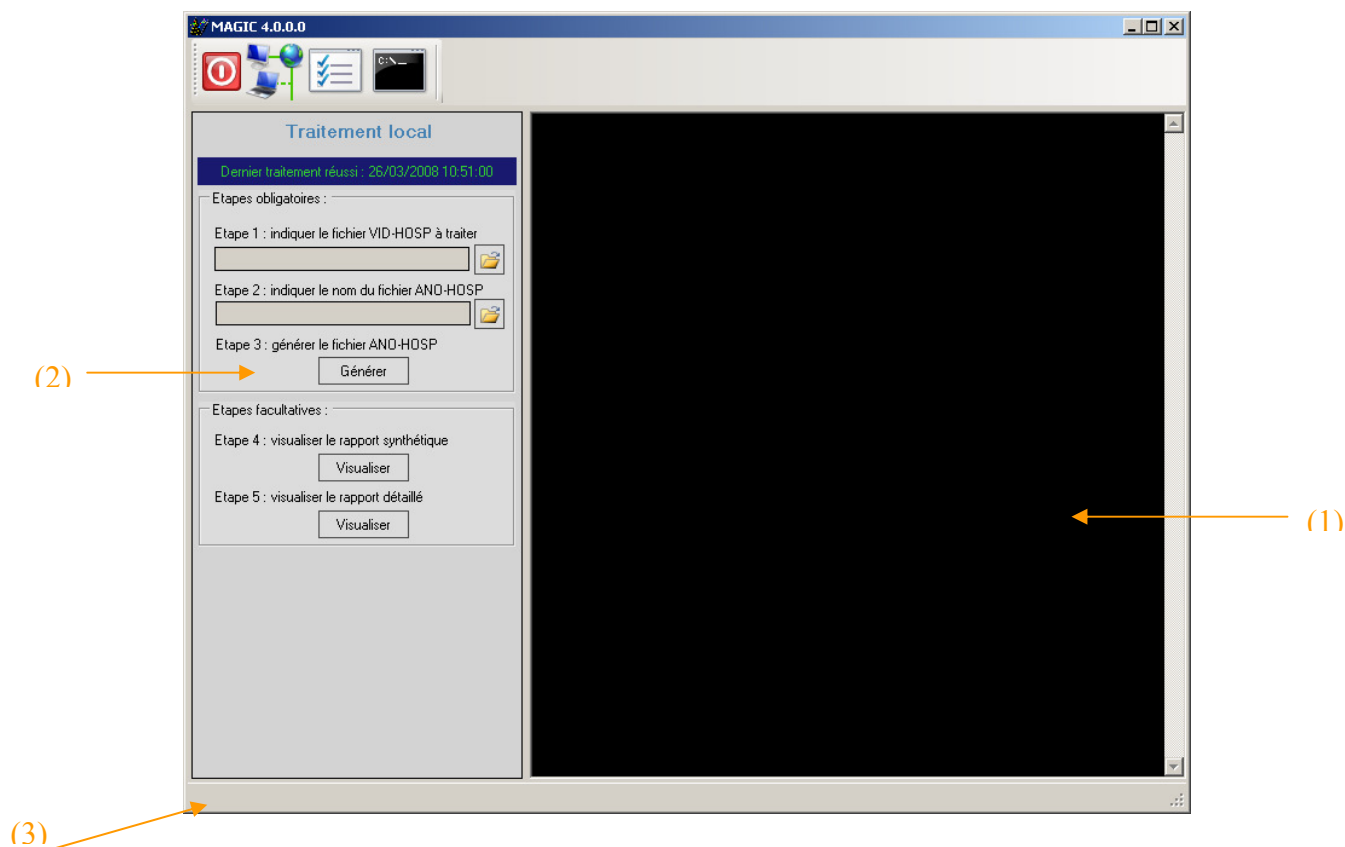 MAGIC 4.0.0.0
C:\_
Traitement local
Dernier traitement réussi : 26/03/2008 10:51:00
Etapes obligatoires :
Etape 1 : indiquer le fichier VID-HOSP à traiter
Etape 2 : indiquer le nom du fichier ANO-HOSP
Etape 3 : générer le fichier ANO-HOSP
(2)
Générer
Etapes facultatives :
Etape 4 : visualiser le rapport synthétique
Visualiser
Etape 5 : visualiser le rapport détaillé
Visualiser
(1)
(3)